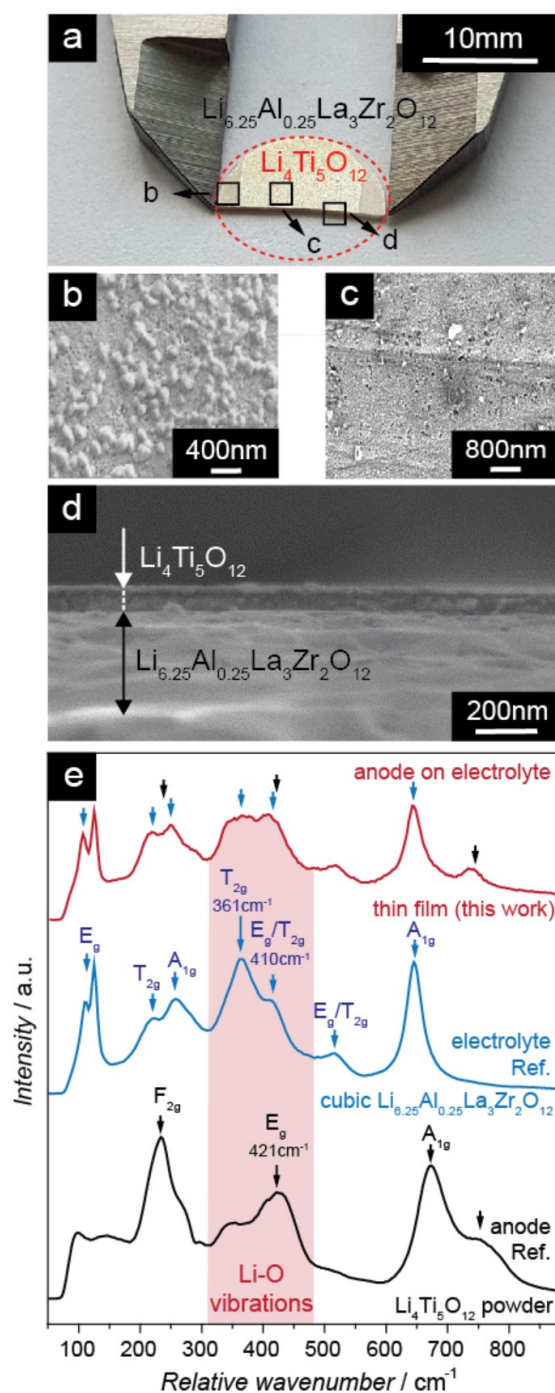 a
10mm
Li₆.₂₅Al₀.₂₅La₃Zr₂O₁₂
Li₄Ti₅O₁₂
b
c
d
b
400nm
c
800nm
d
Li₄Ti₅O₁₂
Li₆.₂₅Al₀.₂₅La₃Zr₂O₁₂
200nm
e
anode on electrolyte
thin film (this work)
T₂g
361cm⁻¹
Eg
T₂g
A₁g
Eg/T₂g
410cm⁻¹
Eg/T₂g
A₁g
electrolyte
Ref.
cubic Li₆.₂₅Al₀.₂₅La₃Zr₂O₁₂
F₂g
Eg
421cm⁻¹
A₁g
anode
Ref.
Li-O
vibrations
Li₄Ti₅O₁₂ powder
Intensity / a.u.
100 200 300 400 500 600 700 800
Relative wavenumber / cm⁻¹